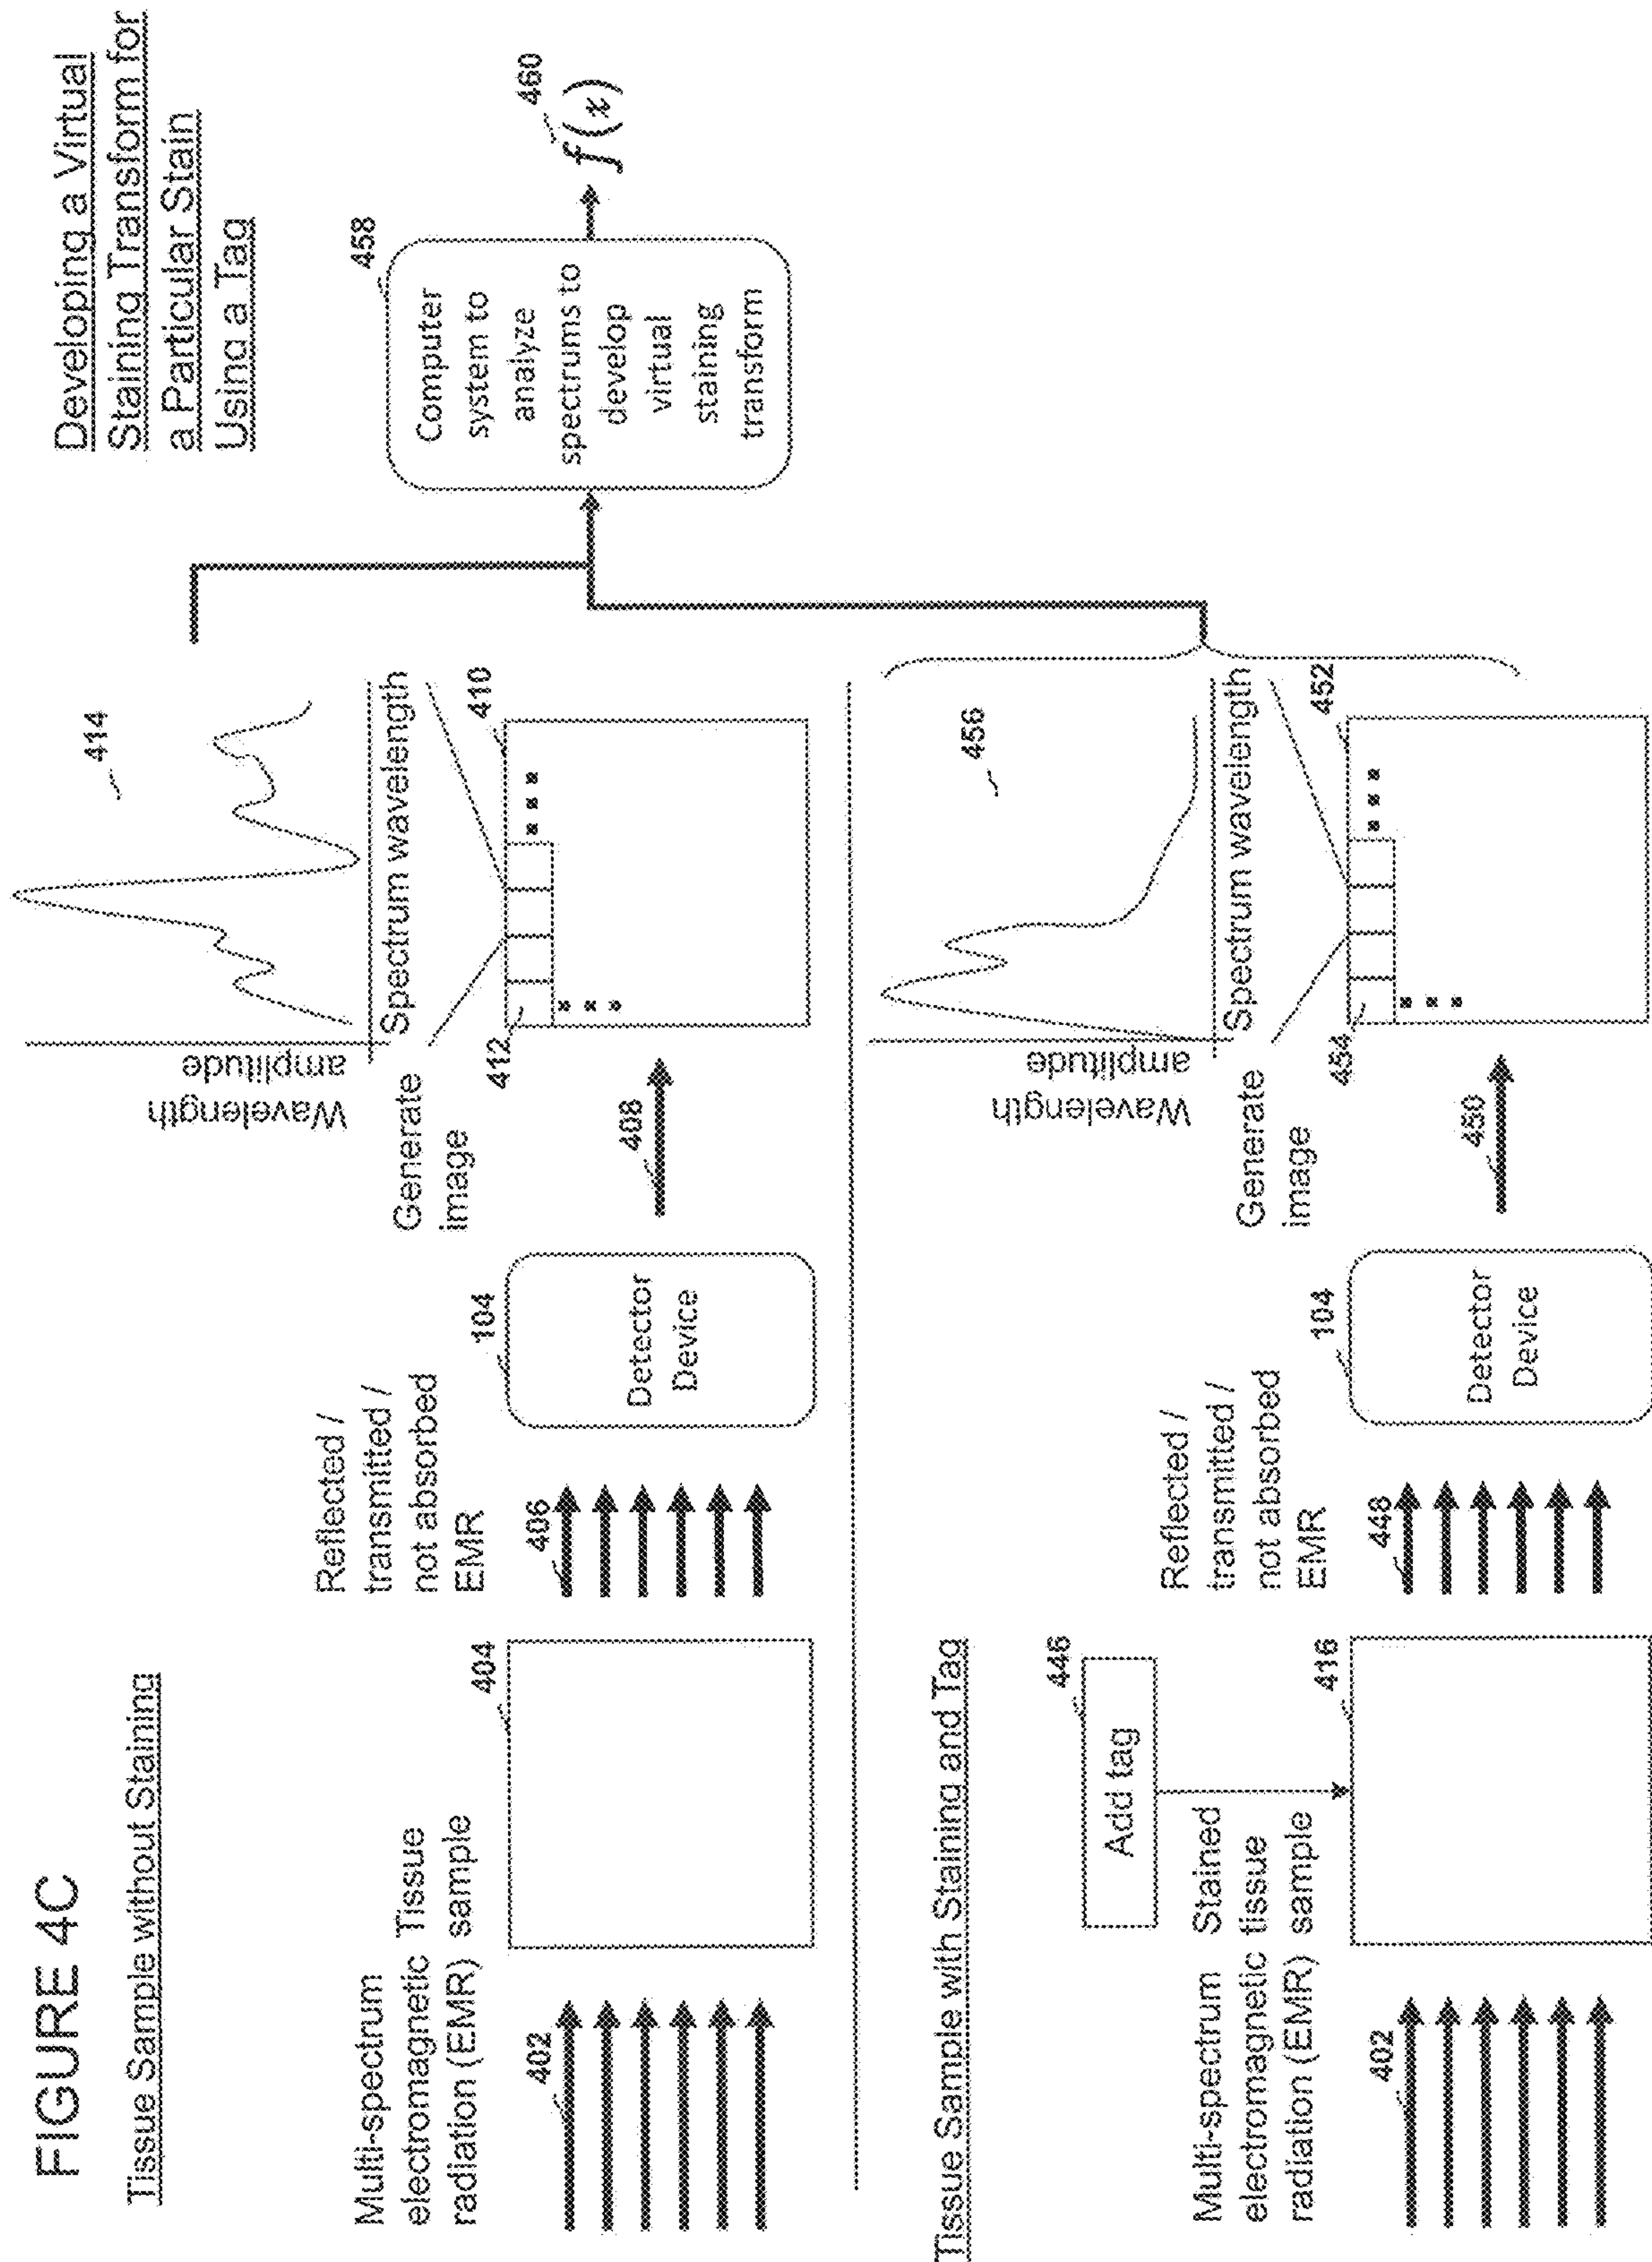 FIGURE 4C
Developing a Virtual
Staining Transform for
a Particular Stain
Using a Tag
Tissue Sample without Staining
Multi-spectrum
electromagnetic
radiation (EMR)
402
Tissue
sample
404
Reflected /
transmitted /
not absorbed
EMR
406
104
Detector
Device
408
Generate
image
Wavelength
amplitude
414
Spectrum wavelength
412
410
458
Computer
system to
analyze
spectrums to
develop
virtual
staining
transform
460
f(x)
Tissue Sample with Staining and Tag
446
Add tag
Multi-spectrum
electromagnetic
radiation (EMR)
402
Stained
tissue
sample
416
Reflected /
transmitted /
not absorbed
EMR
448
104
Detector
Device
450
Generate
image
Wavelength
amplitude
456
Spectrum wavelength
454
452